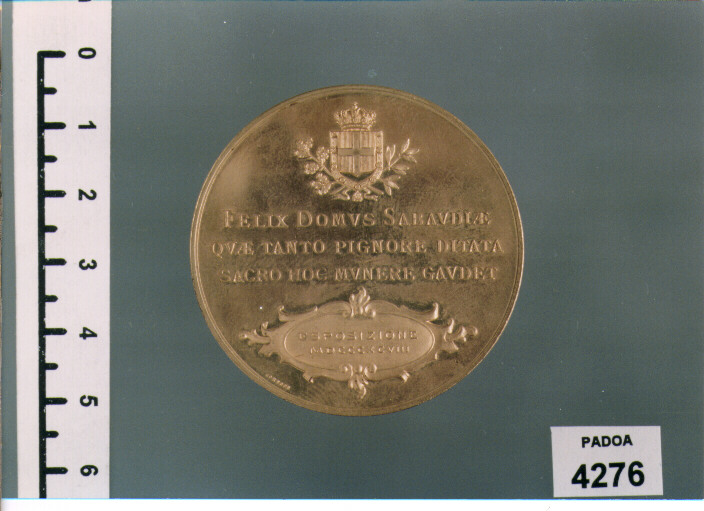 FELIX DOMVS SABAVDIÆ
QVÆ TANTO PIGNORE DITATA
SACRO HOC MVNERE GAVDET
ESPOSIZIONE
MDCCCXCVIII
0
1
2
3
4
5
6
PADOA
4276